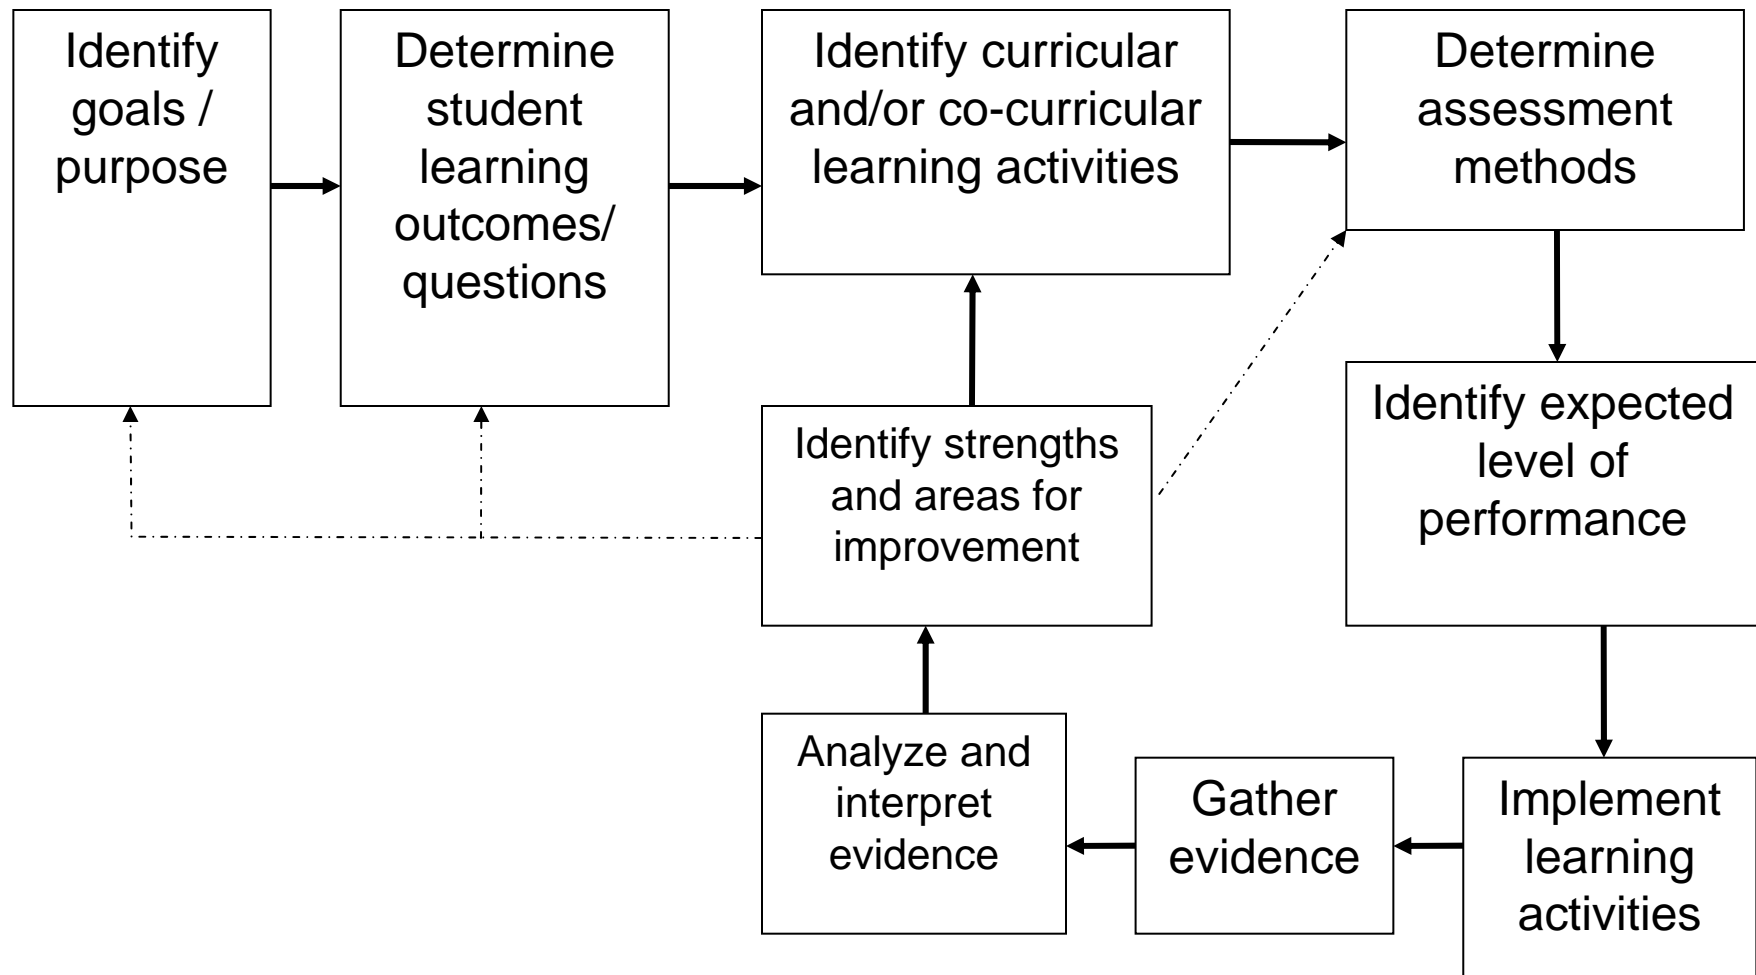 Identify
goals /
purpose
Determine
student
learning
outcomes/
questions
Identify curricular
and/or co-curricular
learning activities
Determine
assessment
methods
Identify strengths
and areas for
improvement
Identify expected
level of
performance
Analyze and
interpret
evidence
Gather
evidence
Implement
learning
activities